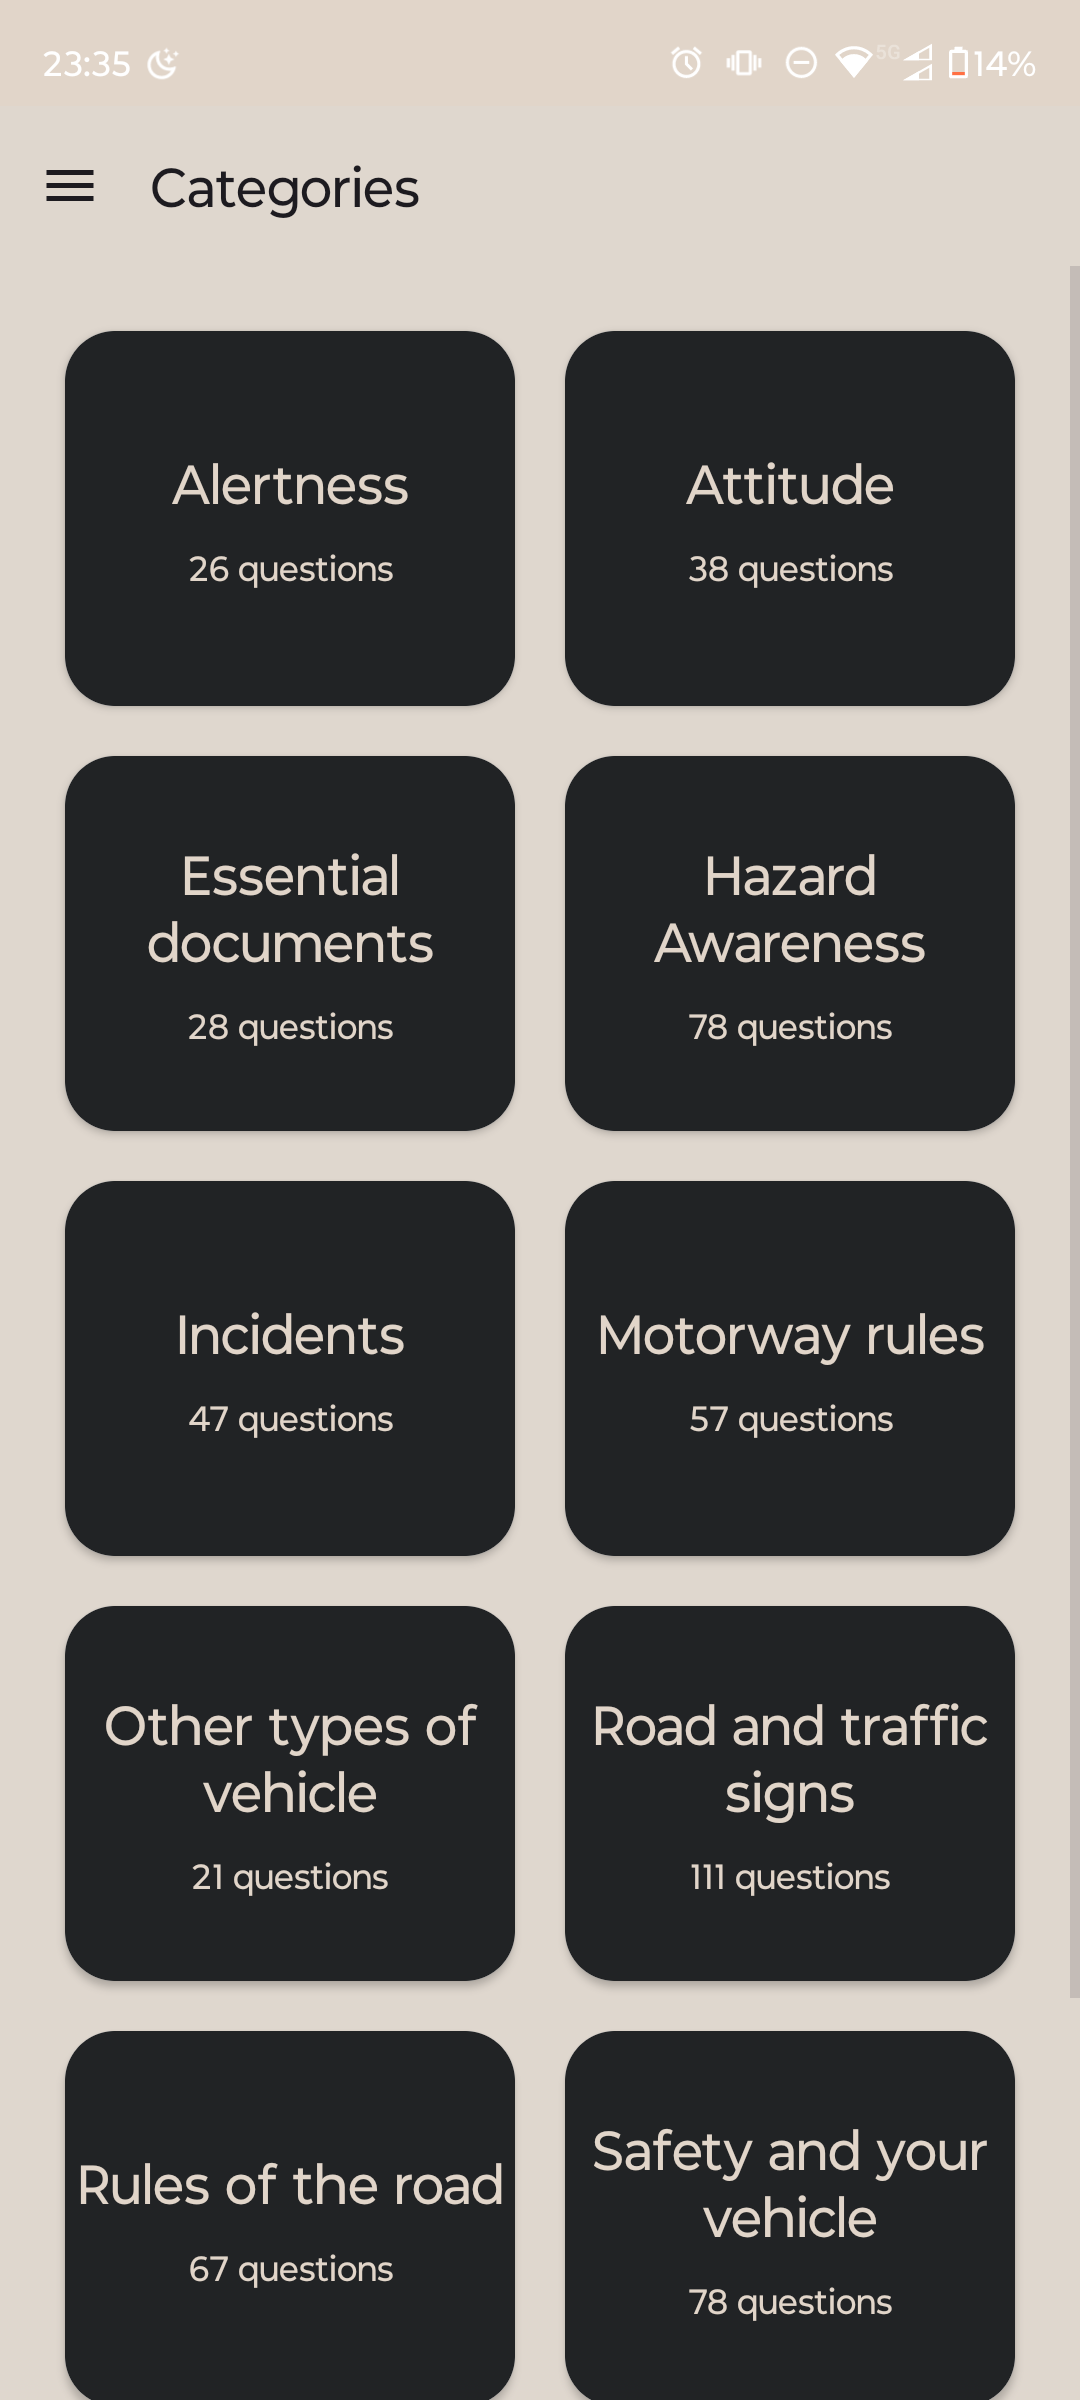 23:35
5G
14%
Categories
Alertness
26 questions
Attitude
38 questions
Essential
documents
28 questions
Hazard
Awareness
78 questions
Incidents
47 questions
Motorway rules
57 questions
Other types of
vehicle
21 questions
Road and traffic
signs
111 questions
Rules of the road
67 questions
Safety and your
vehicle
78 questions